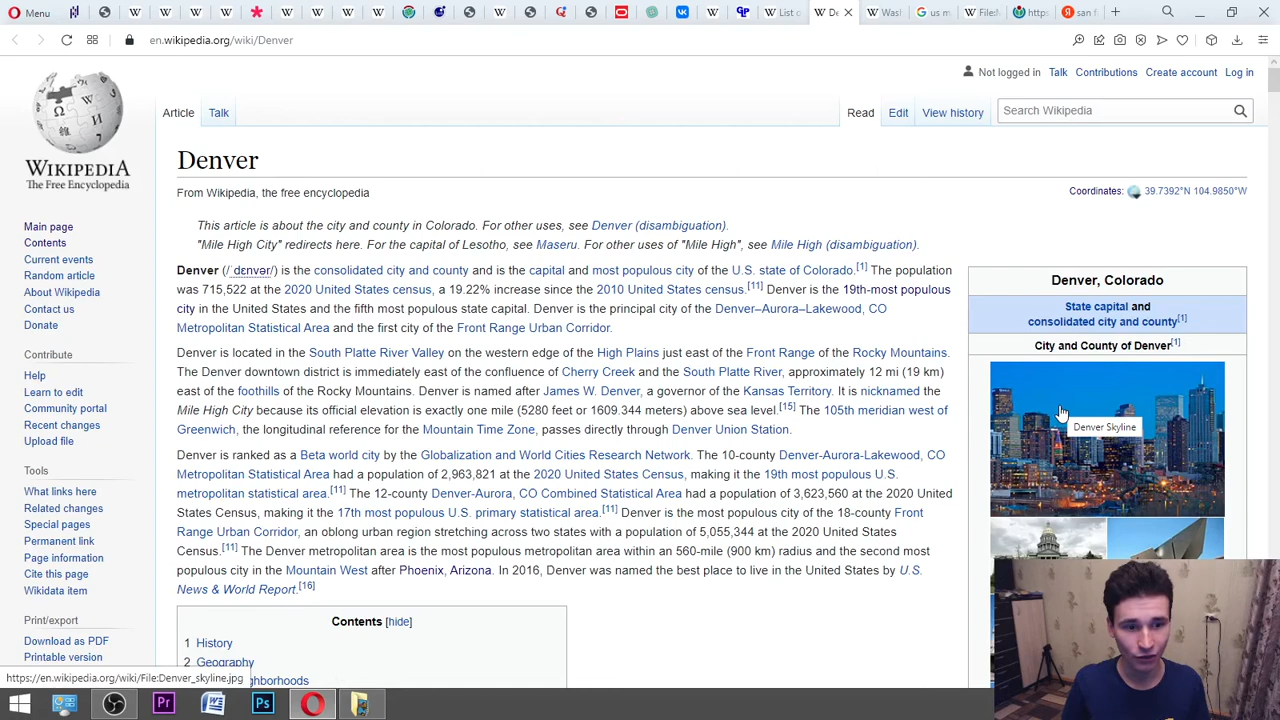 Menu
List o
De
Wash
us m
File:M
https
san f
en.wikipedia.org/wiki/Denver
Not logged in Talk Contributions Create account Log in
Article Talk
Read Edit View history
Search Wikipedia
WIKIPEDIA
The Free Encyclopedia
Denver
From Wikipedia, the free encyclopedia
Coordinates: 39.7392°N 104.9850°W
This article is about the city and county in Colorado. For other uses, see Denver (disambiguation).
"Mile High City" redirects here. For the capital of Lesotho, see Maseru. For other uses of "Mile High", see Mile High (disambiguation).
Denver (/ˈdɛnvər/) is the consolidated city and county and is the capital and most populous city of the U.S. state of Colorado.[1] The population
was 715,522 at the 2020 United States census, a 19.22% increase since the 2010 United States census.[11] Denver is the 19th-most populous
city in the United States and the fifth most populous state capital. Denver is the principal city of the Denver–Aurora–Lakewood, CO
Metropolitan Statistical Area and the first city of the Front Range Urban Corridor.
Denver is located in the South Platte River Valley on the western edge of the High Plains just east of the Front Range of the Rocky Mountains.
The Denver downtown district is immediately east of the confluence of Cherry Creek and the South Platte River, approximately 12 mi (19 km)
east of the foothills of the Rocky Mountains. Denver is named after James W. Denver, a governor of the Kansas Territory. It is nicknamed the
Mile High City because its official elevation is exactly one mile (5280 feet or 1609.344 meters) above sea level.[15] The 105th meridian west of
Greenwich, the longitudinal reference for the Mountain Time Zone, passes directly through Denver Union Station.
Denver is ranked as a Beta world city by the Globalization and World Cities Research Network. The 10-county Denver-Aurora-Lakewood, CO
Metropolitan Statistical Area had a population of 2,963,821 at the 2020 United States Census, making it the 19th most populous U.S.
metropolitan statistical area.[11] The 12-county Denver-Aurora, CO Combined Statistical Area had a population of 3,623,560 at the 2020 United
States Census, making it the 17th most populous U.S. primary statistical area.[11] Denver is the most populous city of the 18-county Front
Range Urban Corridor, an oblong urban region stretching across two states with a population of 5,055,344 at the 2020 United States
Census.[11] The Denver metropolitan area is the most populous metropolitan area within an 560-mile (900 km) radius and the second most
populous city in the Mountain West after Phoenix, Arizona. In 2016, Denver was named the best place to live in the United States by U.S.
News & World Report.[16]
Contents [hide]
1 History
2 Geography
ghborhoods
Denver, Colorado
State capital and
consolidated city and county[1]
City and County of Denver[1]
Denver Skyline
Main page
Contents
Current events
Random article
About Wikipedia
Contact us
Donate
Contribute
Help
Learn to edit
Community portal
Recent changes
Upload file
Tools
What links here
Related changes
Special pages
Permanent link
Page information
Cite this page
Wikidata item
Print/export
Download as PDF
Printable version
https://en.wikipedia.org/wiki/File:Denver_skyline.jpg
Pr
Ps